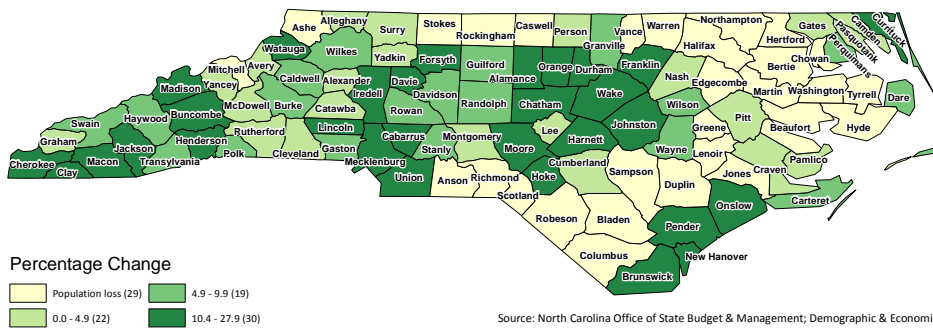 Ashe
Alleghany
Surry
Stokes
Rockingham
Caswell
Person
Granville
Vance
Warren
Northampton
Halifax
Hertford
Gates
Camden
Currituck
Pasquotank
Perquimans
Chowan
Bertie
Watauga
Wilkes
Yadkin
Forsyth
Guilford
Alamance
Orange
Durham
Franklin
Nash
Edgecombe
Martin
Washington
Tyrrell
Dare
Mitchell
Avery
Yancey
Madison
Caldwell
Alexander
Iredell
Davie
Davidson
Randolph
Chatham
Wake
Wilson
Pitt
Beaufort
Hyde
Swain
Haywood
Buncombe
McDowell
Burke
Catawba
Rowan
Johnston
Greene
Graham
Jackson
Henderson
Rutherford
Lincoln
Cabarrus
Montgomery
Lee
Harnett
Wayne
Lenoir
Craven
Pamlico
Cherokee
Macon
Clay
Transylvania
Polk
Cleveland
Gaston
Mecklenburg
Stanly
Moore
Cumberland
Sampson
Duplin
Jones
Carteret
Union
Anson
Richmond
Scotland
Hoke
Onslow
Robeson
Bladen
Pender
Columbus
New Hanover
Brunswick
Percentage Change
Population loss (29)
4.9 - 9.9 (19)
0.0 - 4.9 (22)
10.4 - 27.9 (30)
Source: North Carolina Office of State Budget & Management; Demographic & Economi